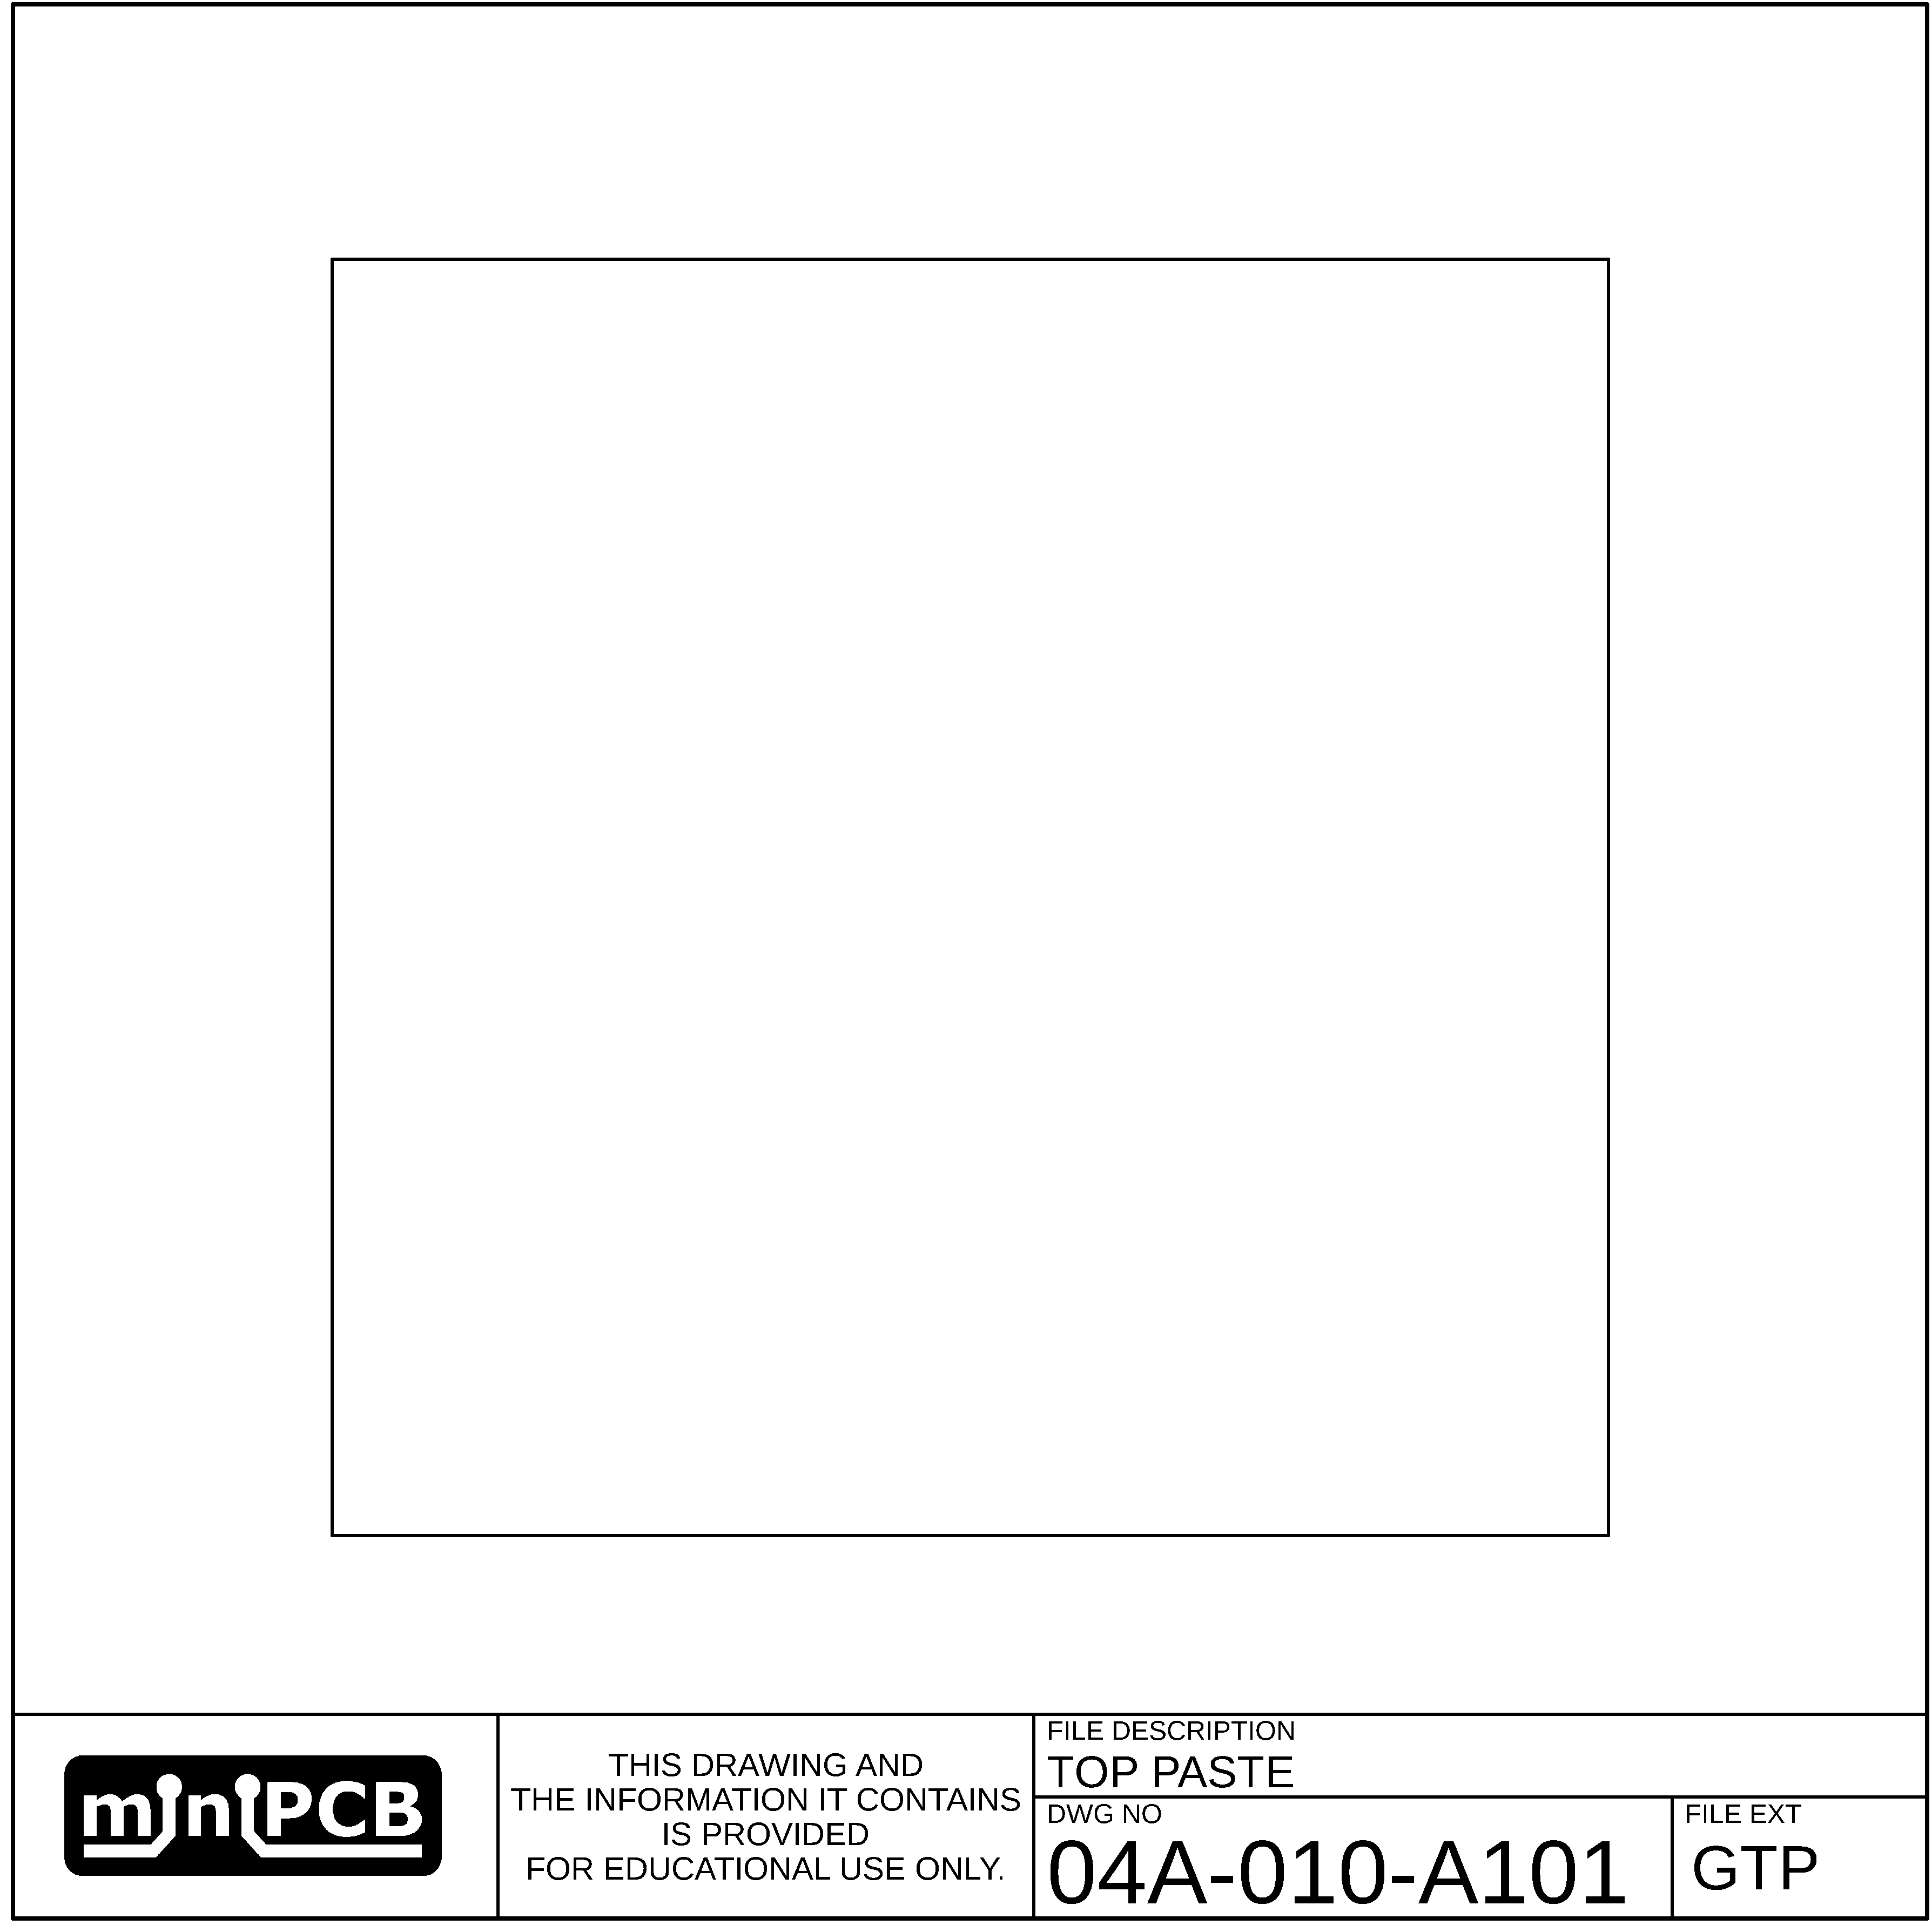 miniPCB
THIS DRAWING AND
THE INFORMATION IT CONTAINS
IS PROVIDED
FOR EDUCATIONAL USE ONLY.
FILE DESCRIPTION
TOP PASTE
DWG NO
04A-010-A101
FILE EXT
GTP